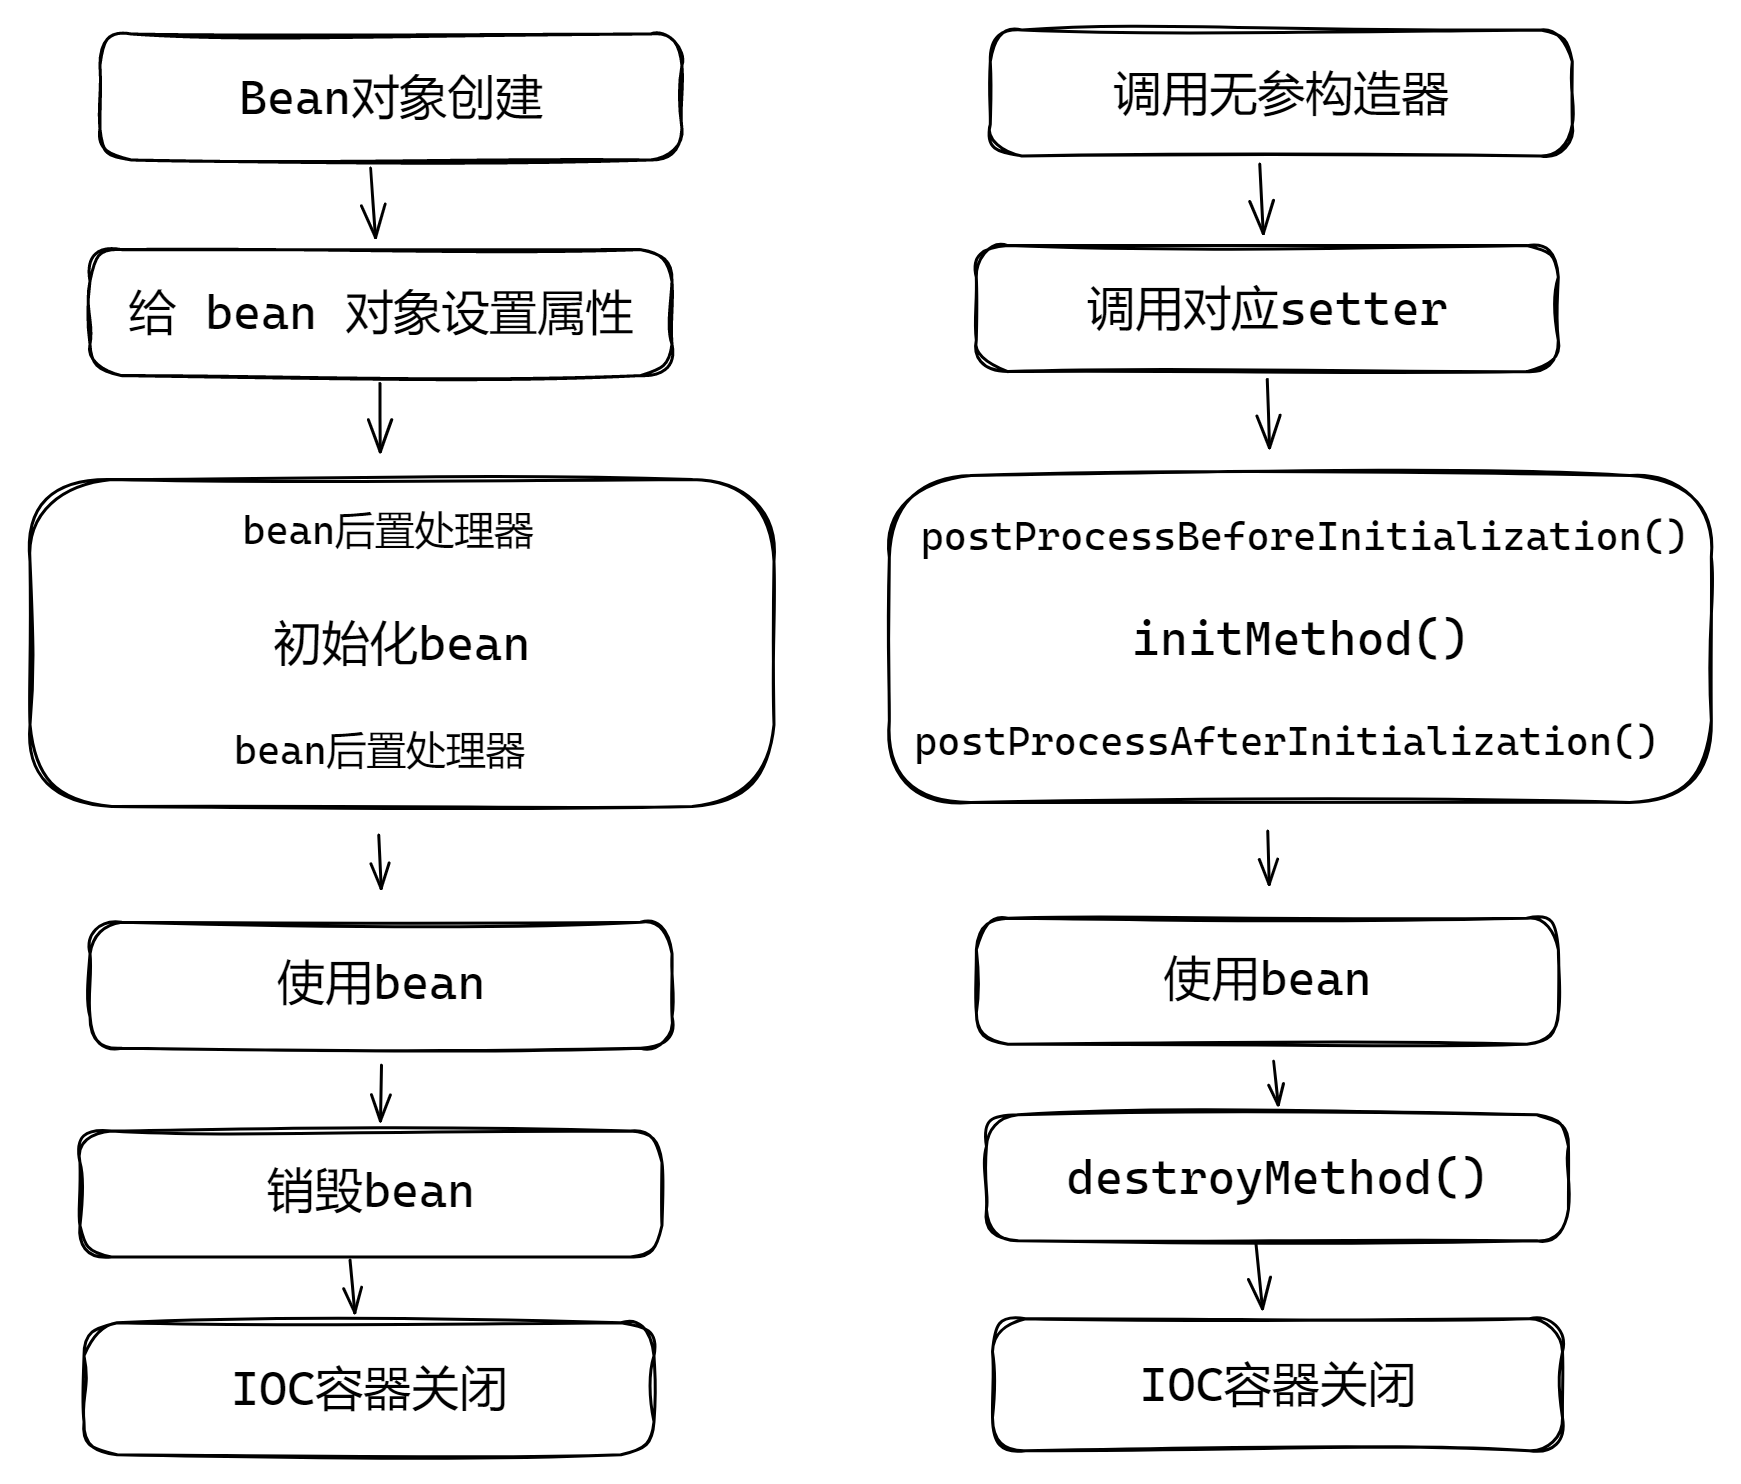 Bean对象创建
给 bean 对象设置属性
bean后置处理器
初始化bean
bean后置处理器
使用bean
销毁bean
IOC容器关闭
调用无参构造器
调用对应setter
postProcessBeforeInitialization()
initMethod()
postProcessAfterInitialization()
使用bean
destroyMethod()
IOC容器关闭